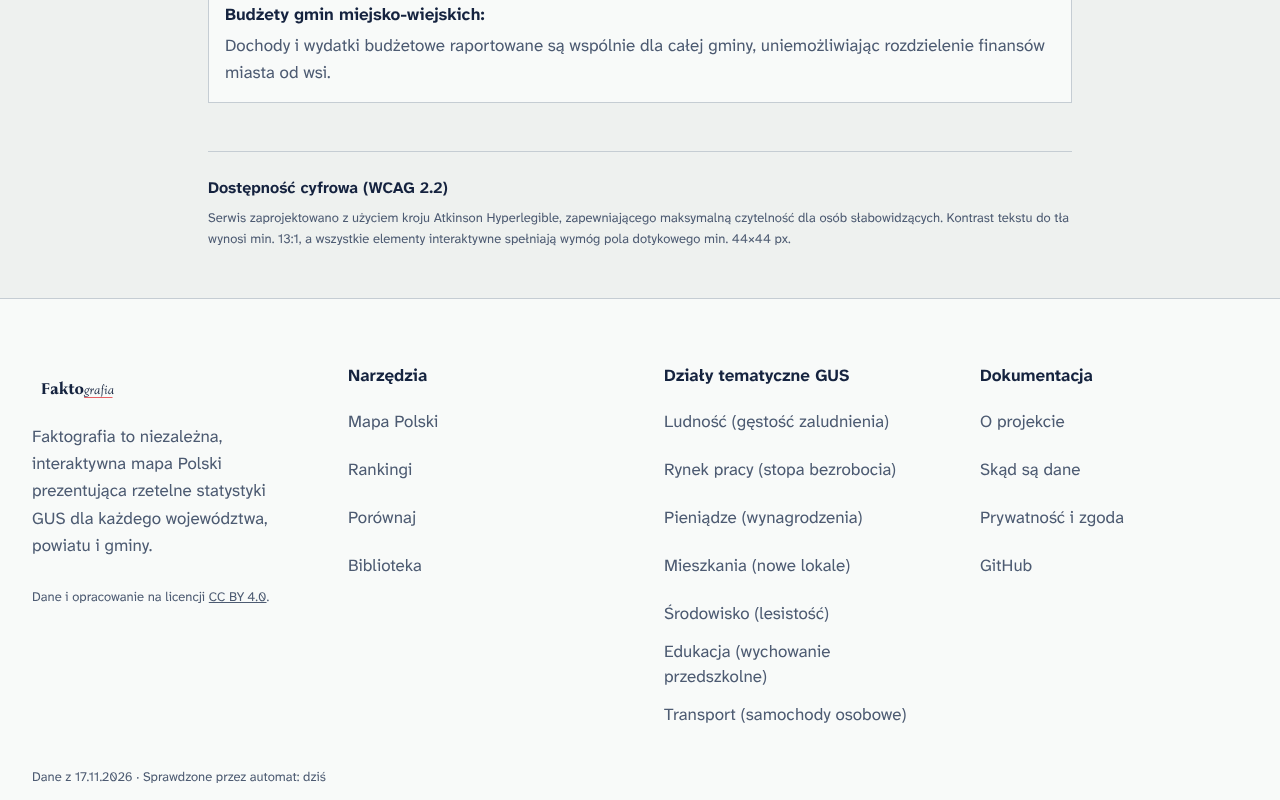 Budżety gmin miejsko-wiejskich:
Dochody i wydatki budżetowe raportowane są wspólnie dla całej gminy, uniemożliwiając rozdzielenie finansów
miasta od wsi.
Dostępność cyfrowa (WCAG 2.2)
Serwis zaprojektowano z użyciem kroju Atkinson Hyperlegible, zapewniającego maksymalną czytelność dla osób słabowidzących. Kontrast tekstu do tła
wynosi min. 13:1, a wszystkie elementy interaktywne spełniają wymóg pola dotykowego min. 44×44 px.
Faktografia
Faktografia to niezależna,
interaktywna mapa Polski
prezentująca rzetelne statystyki
GUS dla każdego województwa,
powiatu i gminy.
Dane i opracowanie na licencji CC BY 4.0.
Narzędzia
Mapa Polski
Rankingi
Porównaj
Biblioteka
Działy tematyczne GUS
Ludność (gęstość zaludnienia)
Rynek pracy (stopa bezrobocia)
Pieniądze (wynagrodzenia)
Mieszkania (nowe lokale)
Środowisko (lesistość)
Edukacja (wychowanie
przedszkolne)
Transport (samochody osobowe)
Dokumentacja
O projekcie
Skąd są dane
Prywatność i zgoda
GitHub
Dane z 17.11.2026 · Sprawdzone przez automat: dziś